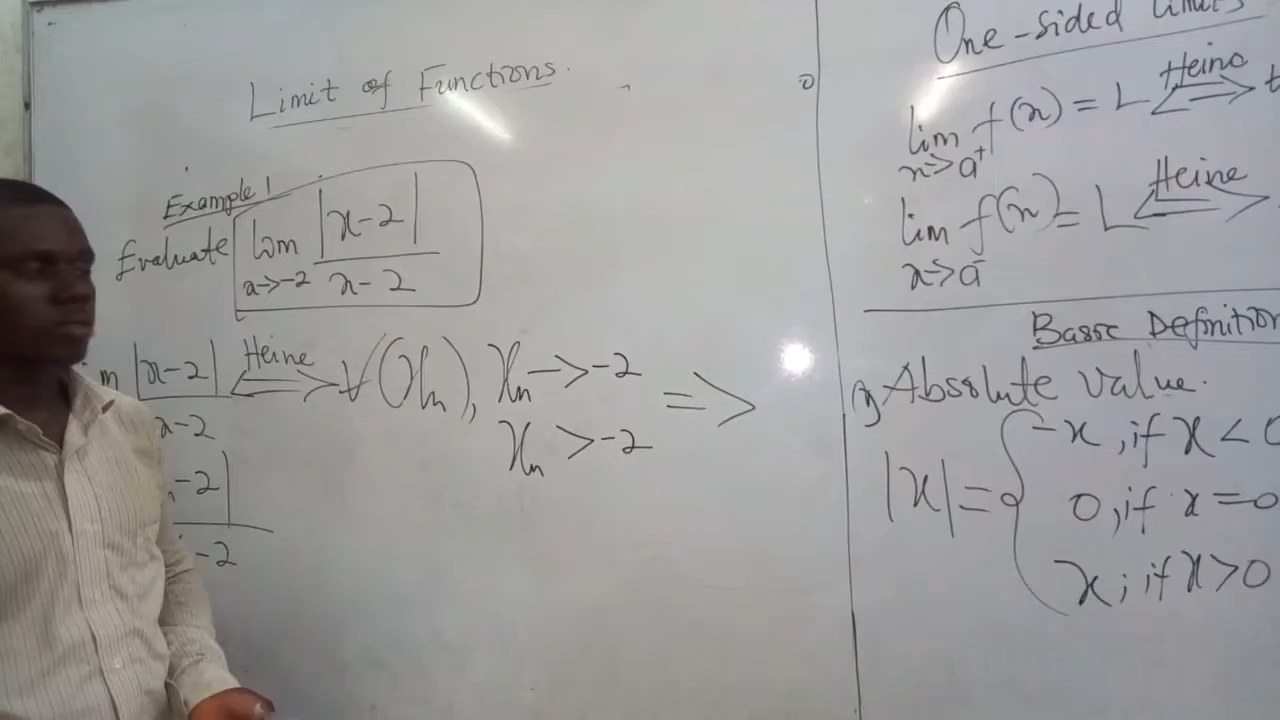 Limit of Functions.
Example 1
Evaluate lim |x-2|
a->-2 x-2
|x-2| Heine <=> ∀(xn), xn->-2 =>
x-2 xn>-2
-2|
-2
One-sided limits
lim f(x) = L Heine <=>
x->a⁺
lim f(x) = L Heine <=>
x->a⁻
Basic Definition
Absolute value.
|x| = { -x, if x < 0
0, if x = 0
x; if x > 0